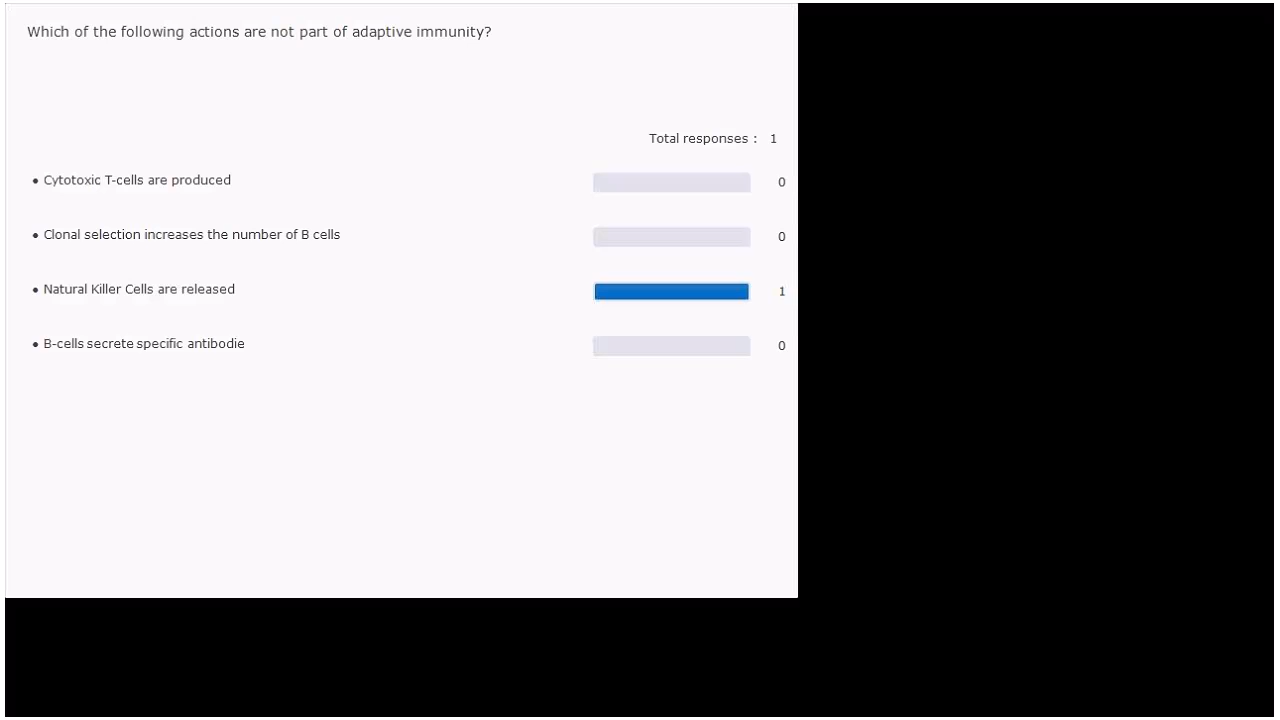 Which of the following actions are not part of adaptive immunity?
Total responses : 1
• Cytotoxic T-cells are produced 0
• Clonal selection increases the number of B cells 0
• Natural Killer Cells are released 1
• B-cells secrete specific antibodie 0